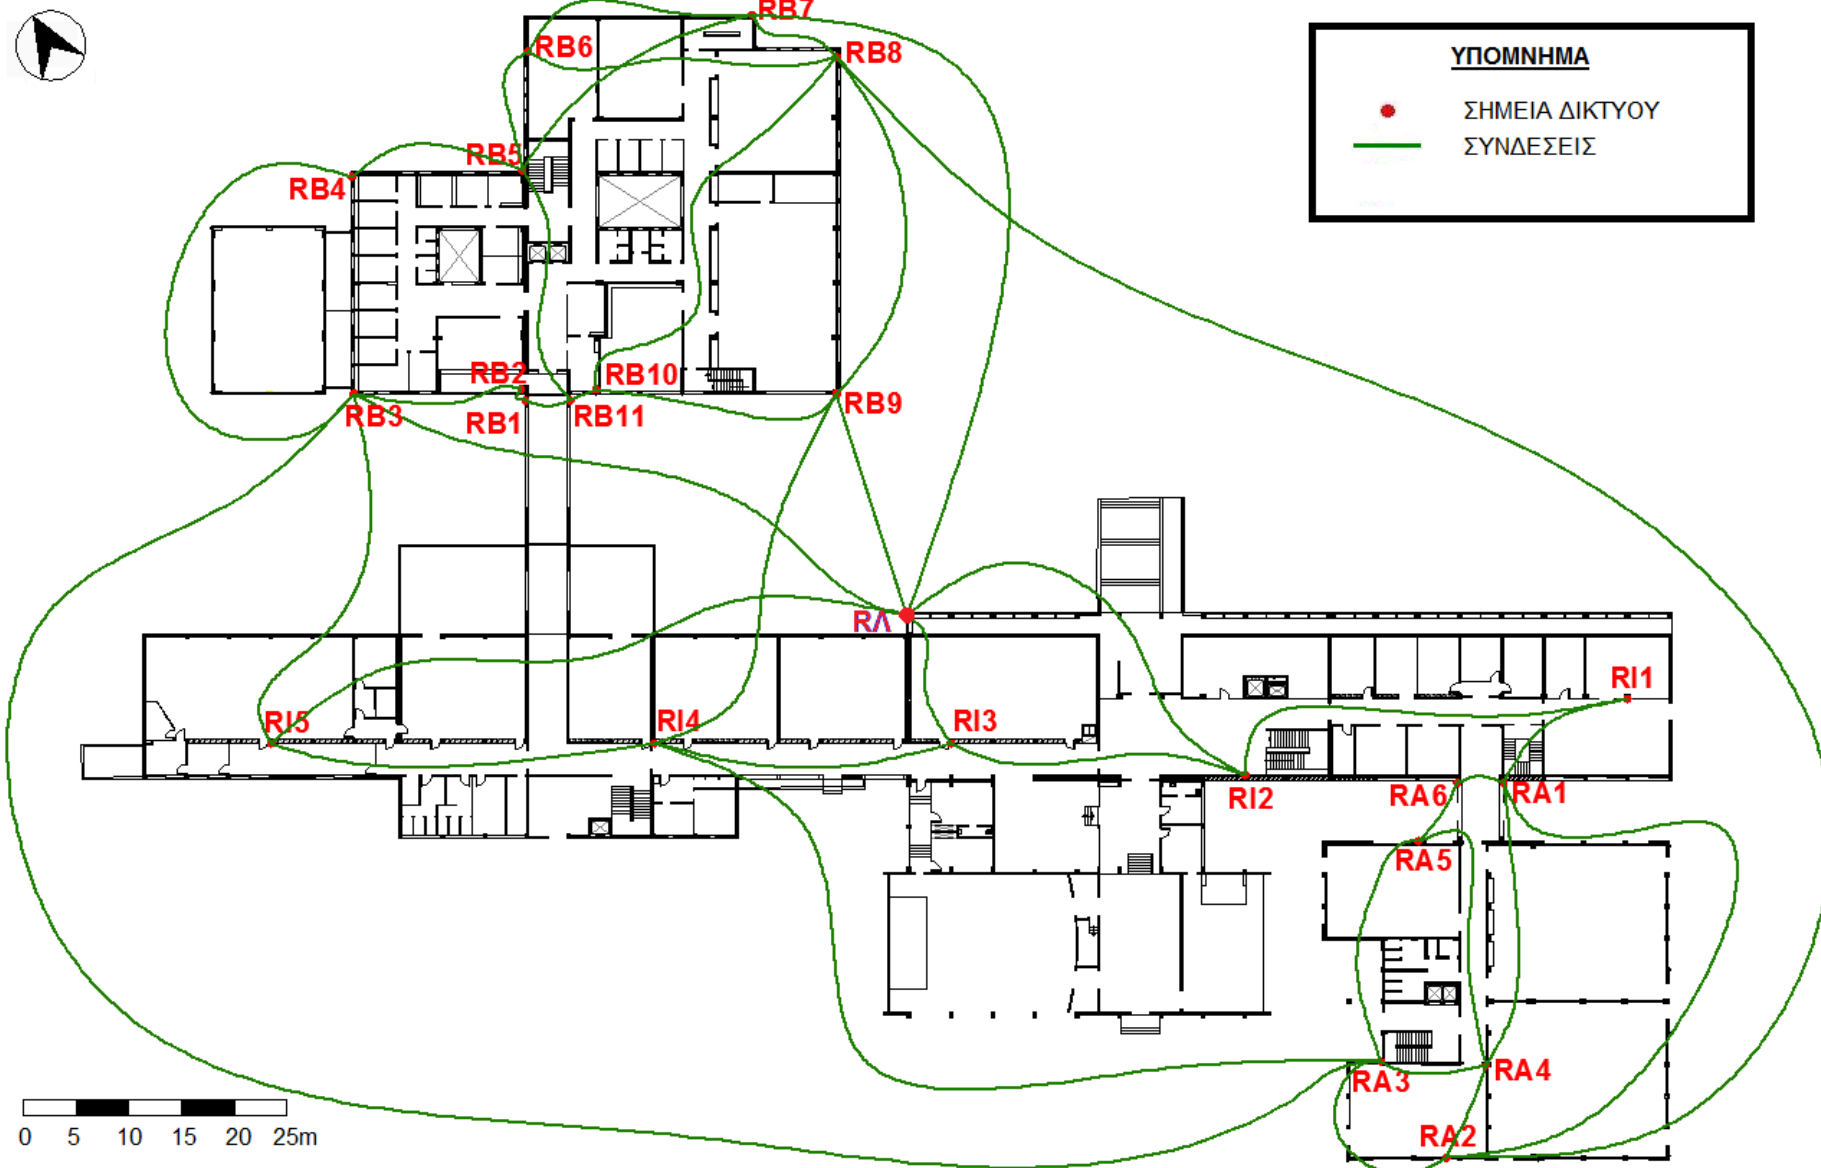 RB7
RB6
RB8
ΥΠΟΜΝΗΜΑ
ΣΗΜΕΙΑ ΔΙΚΤΥΟΥ
ΣΥΝΔΕΣΕΙΣ
RB5
RB4
RB2
RB10
RB3
RB1
RB11
RB9
RΛ
RI1
RI5
RI4
RI3
RI2
RA6
RA1
RA5
RA3
RA4
RA2
0 5 10 15 20 25m